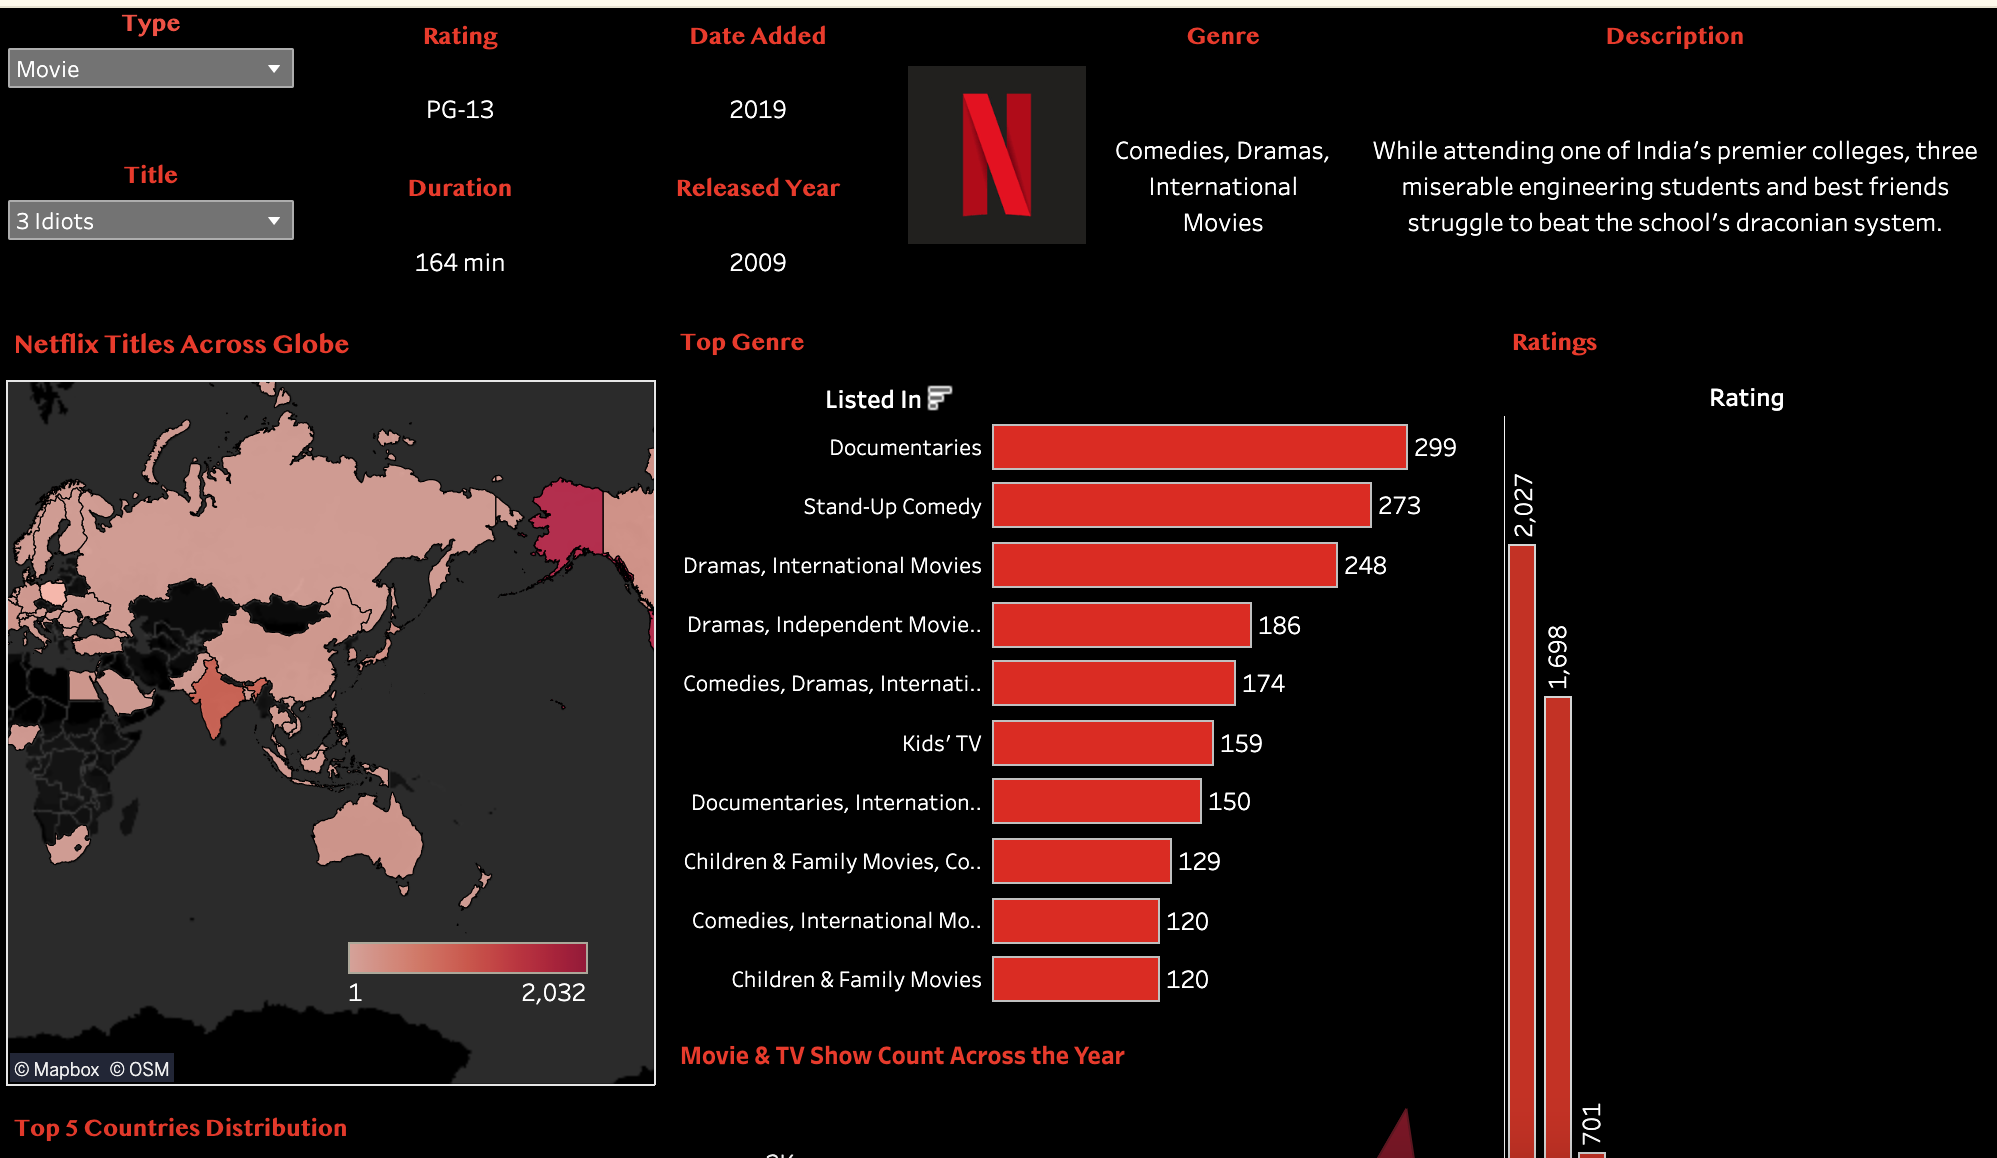 Type
Movie
Title
3 Idiots
Rating
PG-13
Duration
164 min
Date Added
2019
Released Year
2009
N
Genre
Comedies, Dramas,
International
Movies
Description
While attending one of India’s premier colleges, three
miserable engineering students and best friends
struggle to beat the school’s draconian system.
Netflix Titles Across Globe
1
2,032
© Mapbox © OSM
Top 5 Countries Distribution
Top Genre
Listed In
Documentaries 299
Stand-Up Comedy 273
Dramas, International Movies 248
Dramas, Independent Movie.. 186
Comedies, Dramas, Internati.. 174
Kids’ TV 159
Documentaries, Internation.. 150
Children & Family Movies, Co.. 129
Comedies, International Mo.. 120
Children & Family Movies 120
Movie & TV Show Count Across the Year
Ratings
Rating
2,027
1,698
701